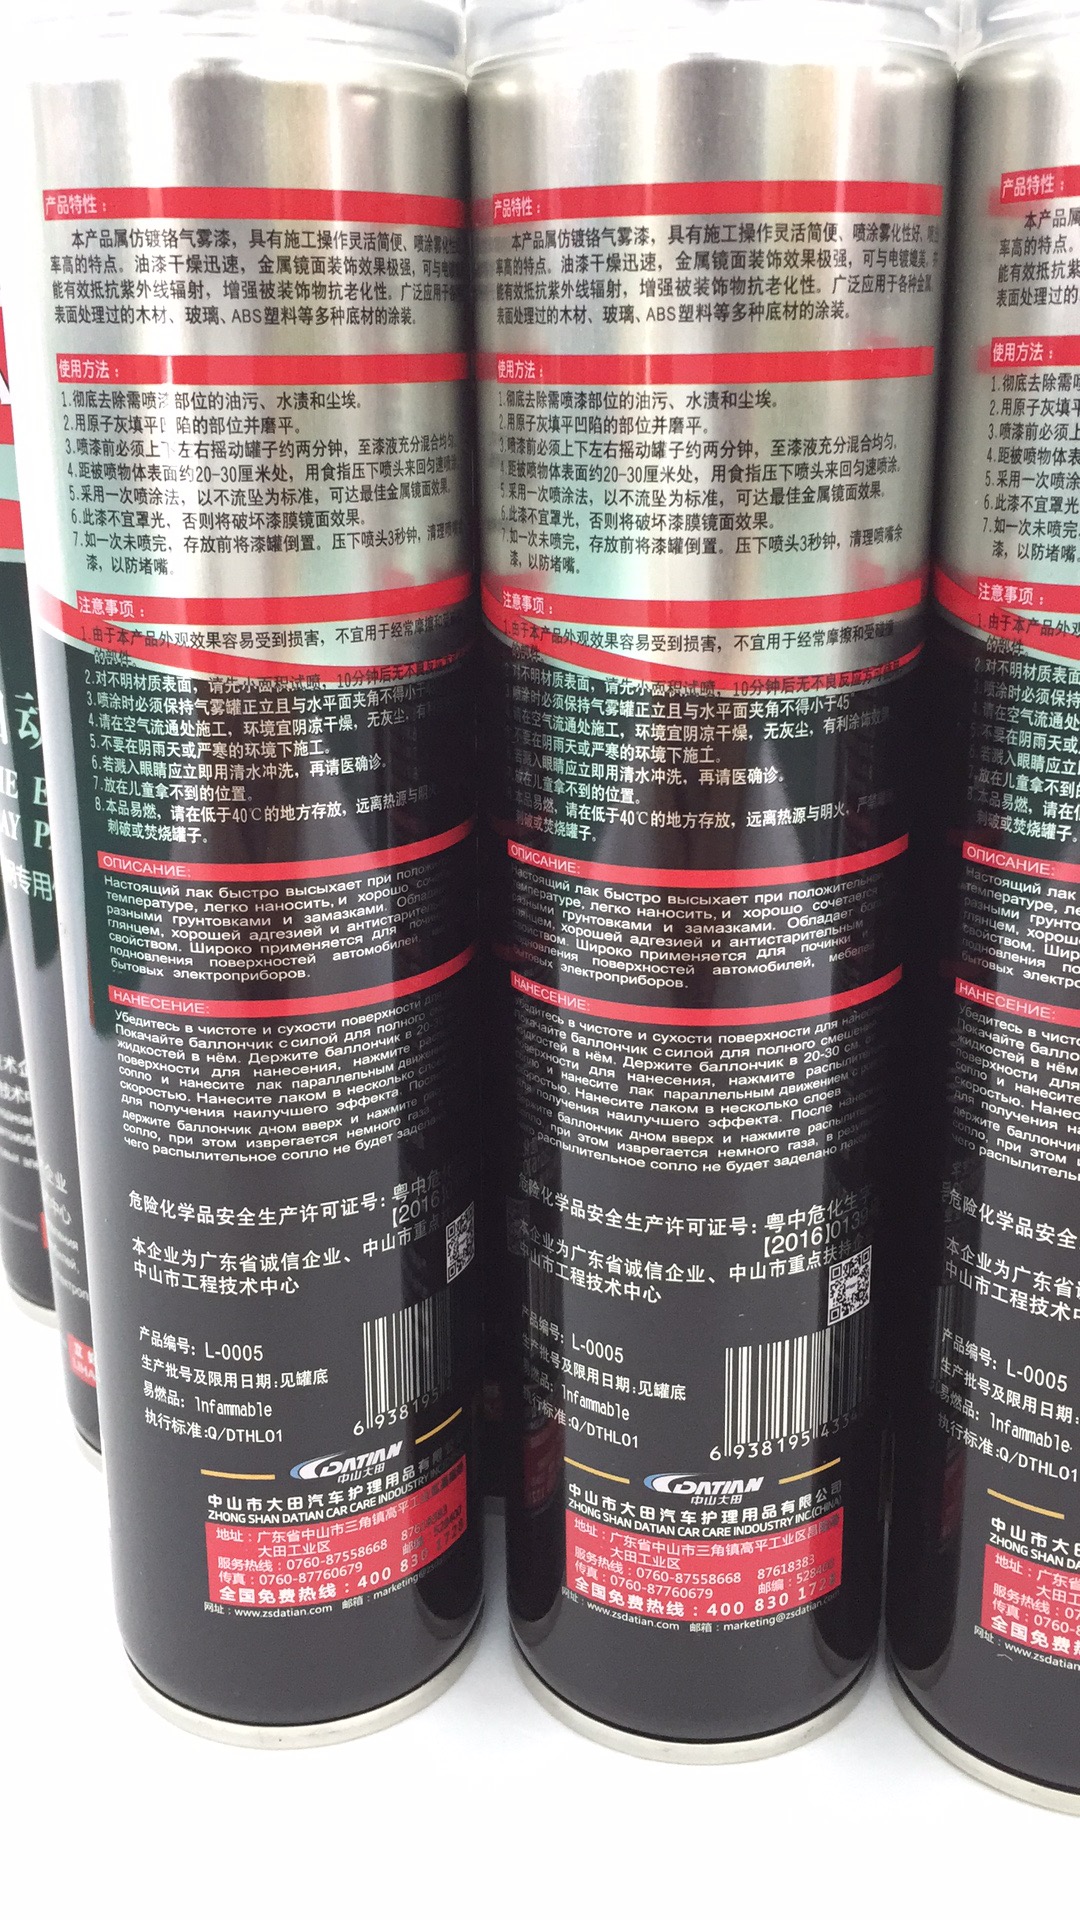 产品特性：
本产品属仿镀铬气雾漆，具有施工操作灵活简便、喷涂雾化性好、
率高的特点。油漆干燥迅速，金属镜面装饰效果极强，可与电镀媲美，
能有效抵抗紫外线辐射，增强被装饰物抗老化性。广泛应用于各种金属、
表面处理过的木材、玻璃、ABS塑料等多种底材的涂装。
使用方法：
1.彻底去除需喷漆部位的油污、水渍和尘埃。
2.用原子灰填平凹陷的部位并磨平。
3.喷漆前必须上下左右摇动罐子约两分钟，至漆液充分混合均匀。
4.距被喷物体表面约20-30厘米处，用食指压下喷头来回匀速喷涂。
5.采用一次喷涂法，以不流坠为标准，可达最佳金属镜面效果。
6.此漆不宜罩光，否则将破坏漆膜镜面效果。
7.如一次未喷完，存放前将漆罐倒置。压下喷头3秒钟，清理喷嘴余
漆，以防堵嘴。
注意事项：
1.由于本产品外观效果容易受到损害，不宜用于经常摩擦和受碰撞
的部件。
2.对不明材质表面，请先小面积试喷，10分钟后无不良反应方可使用。
3.喷涂时必须保持气雾罐正立且与水平面夹角不得小于45°
4.请在空气流通处施工，环境宜阴凉干燥，无灰尘，有利涂饰效果
5.不要在阴雨天或严寒的环境下施工。
6.若溅入眼睛应立即用清水冲洗，再请医确诊。
7.放在儿童拿不到的位置。
8.本品易燃，请在低于40℃的地方存放，远离热源与明火，严禁
刺破或焚烧罐子。
ОПИСАНИЕ:
Настоящий лак быстро высыхает при положительной
температуре, легко наносить, и хорошо сочетается
разными грунтовками и замазками. Обладает
глянцем, хорошей адгезией и антистарительным
свойством. Широко применяется для починки и
подновления поверхностей автомобилей, мебели
бытовых электроприборов.
НАНЕСЕНИЕ:
Убедитесь в чистоте и сухости поверхности для
Покачайте баллончик с силой для полного смешения
жидкостей в нём. Держите баллончик в 20-30 см.
поверхности для нанесения, нажмите распылительное
сопло и нанесите лак параллельным движением с
скоростью. Нанесите лаком в несколько слоев
для получения наилучшего эффекта. После
держите баллончик дном вверх и нажмите
сопло, при этом извергается немного газа, в
чего распылительное сопло не будет заделано
危险化学品安全生产许可证号：粤中危化生字
【2016】0139
本企业为广东省诚信企业、中山市重点扶持企业
中山市工程技术中心
产品编号：L-0005
生产批号及限用日期：见罐底
易燃品：Infammable
执行标准：Q/DTHL01
6 938195 433
DATIAN
中山大田
中山市大田汽车护理用品有限公司
ZHONG SHAN DATIAN CAR CARE INDOUSTRY INC(CHINA)
地址：广东省中山市三角镇高平工业区
大田工业区
服务热线：0760-87558668 87618383
传真：0760-87760679 邮编：528400
全国免费热线：400 830 1728
网址：www.zsdatian.com 邮箱：marketing@zsdatian.com